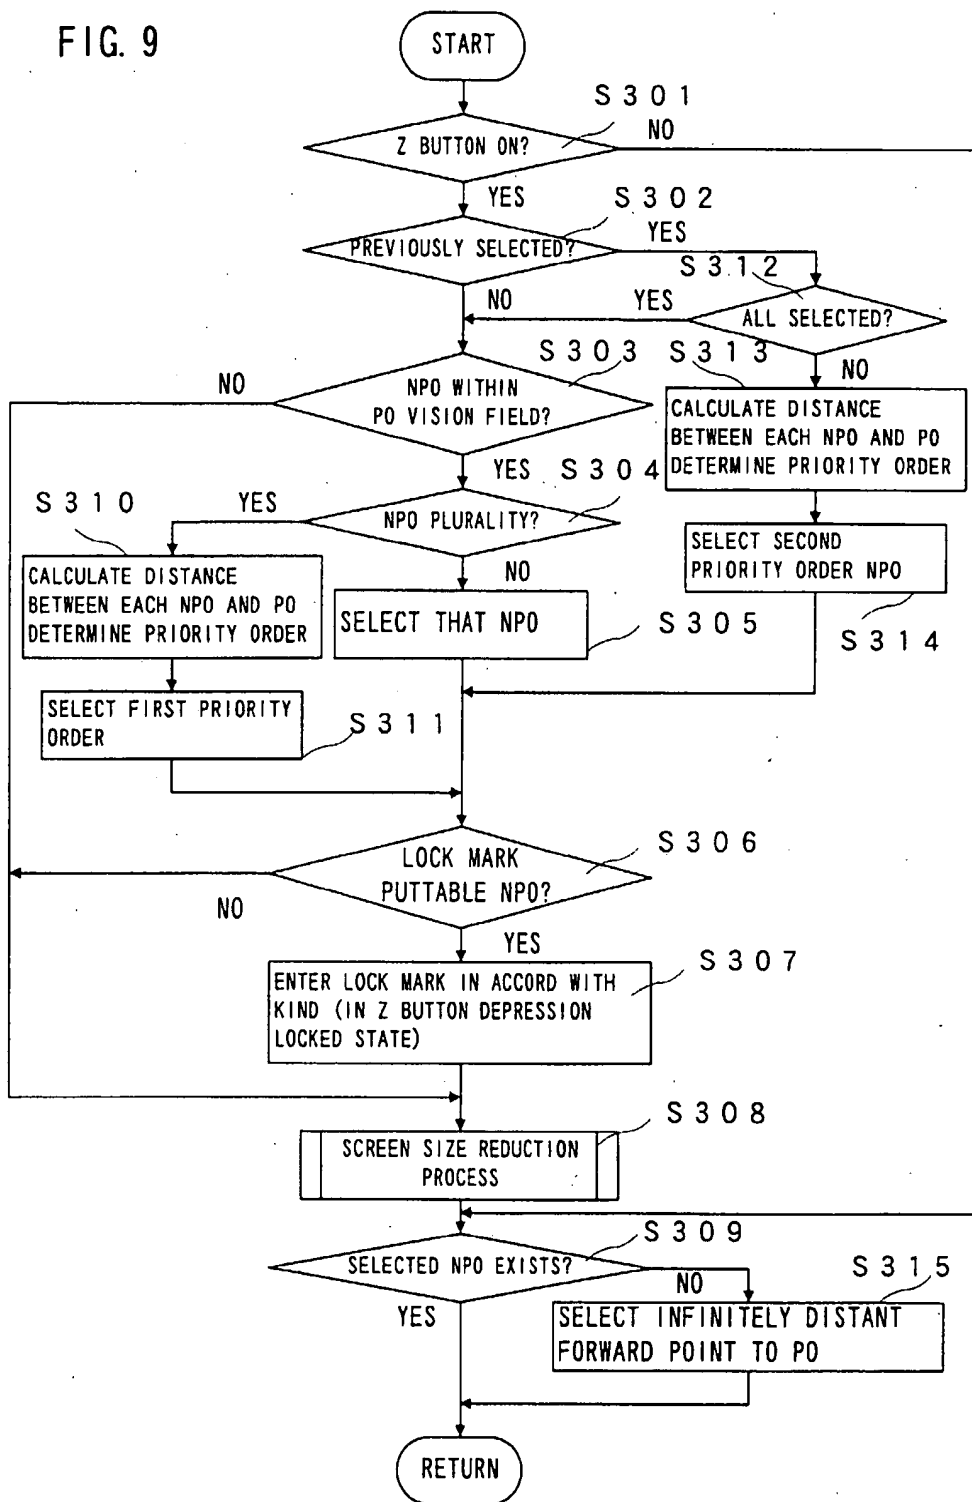 FIG. 9
START
S301
Z BUTTON ON?
NO
YES
S302
PREVIOUSLY SELECTED?
YES
S312
NO
YES
ALL SELECTED?
S303
S313
NO
NO
NPO WITHIN
PO VISION FIELD?
CALCULATE DISTANCE
BETWEEN EACH NPO AND PO
DETERMINE PRIORITY ORDER
YES
S304
S310
YES
NPO PLURALITY?
SELECT SECOND
PRIORITY ORDER NPO
CALCULATE DISTANCE
BETWEEN EACH NPO AND PO
DETERMINE PRIORITY ORDER
NO
SELECT THAT NPO
S305
S314
SELECT FIRST PRIORITY
ORDER
S311
S306
LOCK MARK
PUTTABLE NPO?
NO
YES
S307
ENTER LOCK MARK IN ACCORD WITH
KIND (IN Z BUTTON DEPRESSION
LOCKED STATE)
S308
SCREEN SIZE REDUCTION
PROCESS
S309
SELECTED NPO EXISTS?
S315
NO
YES
SELECT INFINITELY DISTANT
FORWARD POINT TO PO
RETURN